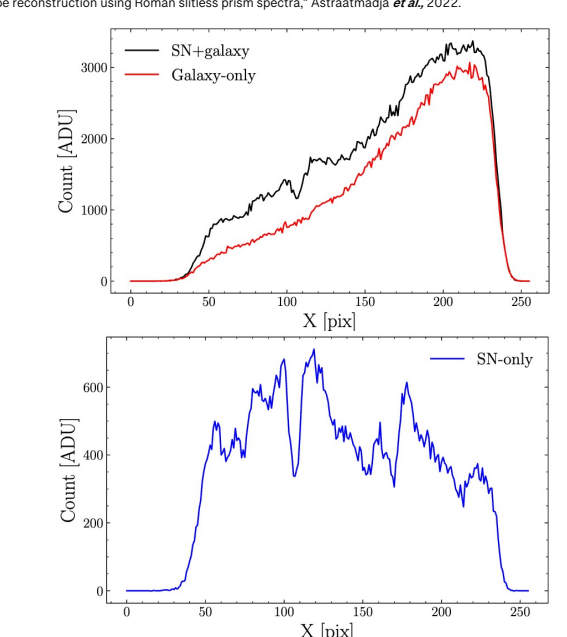 be reconstruction using Roman slitless prism spectra," Astraatmadja et al., 2022.
SN+galaxy
Galaxy-only
Count [ADU]
3000
2000
1000
0
0 50 100 150 200 250
X [pix]
SN-only
Count [ADU]
600
400
200
0
0 50 100 150 200 250
X [pix]